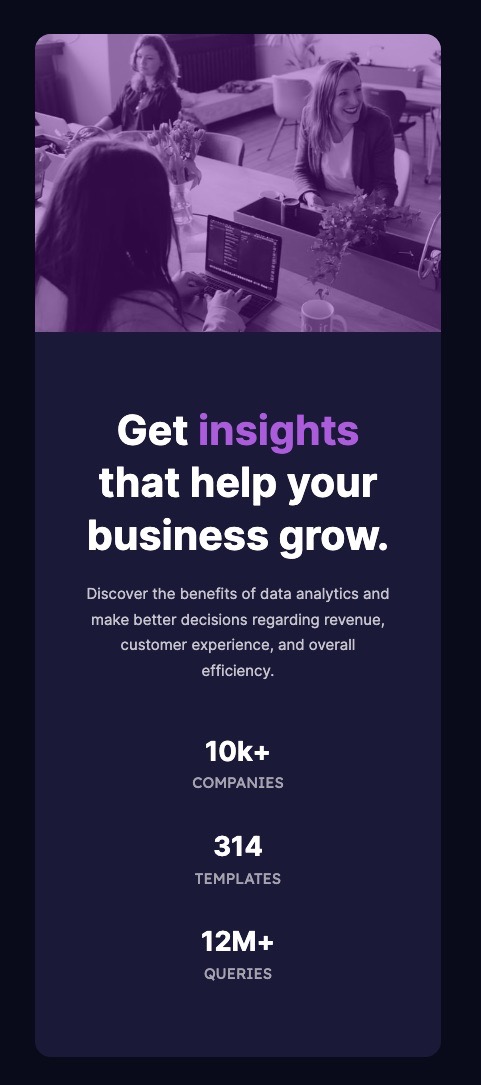 Get insights
that help your
business grow.
Discover the benefits of data analytics and
make better decisions regarding revenue,
customer experience, and overall
efficiency.
10k+
COMPANIES
314
TEMPLATES
12M+
QUERIES